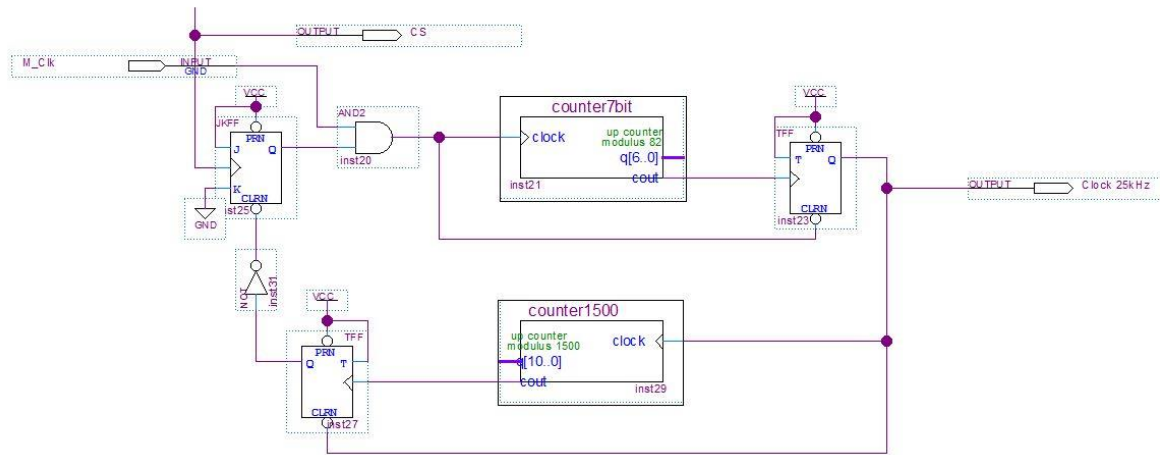 OUTPUT CS
M_Clk INPUT
GND
VCC
JKFF
PRN
J Q
K
CLRN
inst25
GND
AND2
inst20
counter7bit
clock
up counter
modulus 82
q[6..0]
cout
inst21
VCC
TFF
PRN
T Q
CLRN
inst23
OUTPUT Clock 25kHz
NOT
inst31
VCC
TFF
PRN
Q T
CLRN
inst27
counter1500
up counter
modulus 1500
clock
q[10..0]
cout
inst29